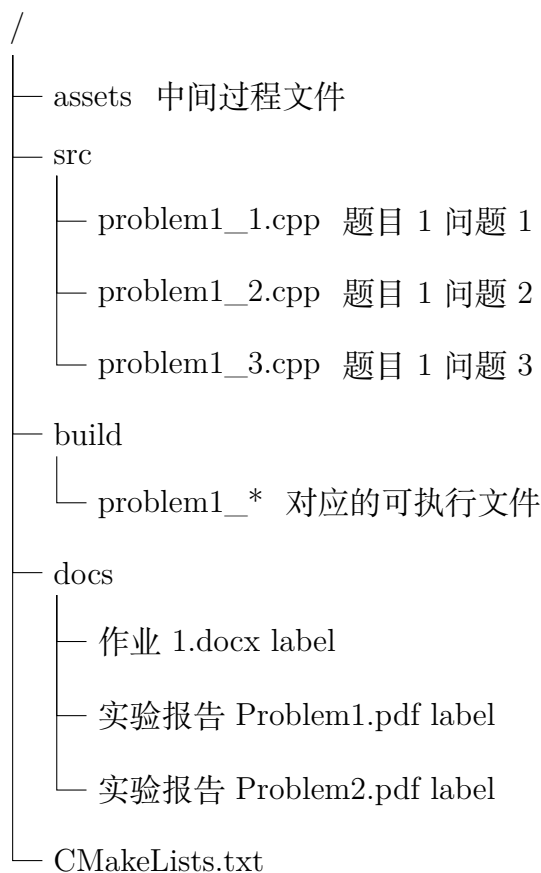 /
assets 中间过程文件
src
problem1_1.cpp 题目 1 问题 1
problem1_2.cpp 题目 1 问题 2
problem1_3.cpp 题目 1 问题 3
build
problem1_* 对应的可执行文件
docs
作业 1.docx label
实验报告 Problem1.pdf label
实验报告 Problem2.pdf label
CMakeLists.txt